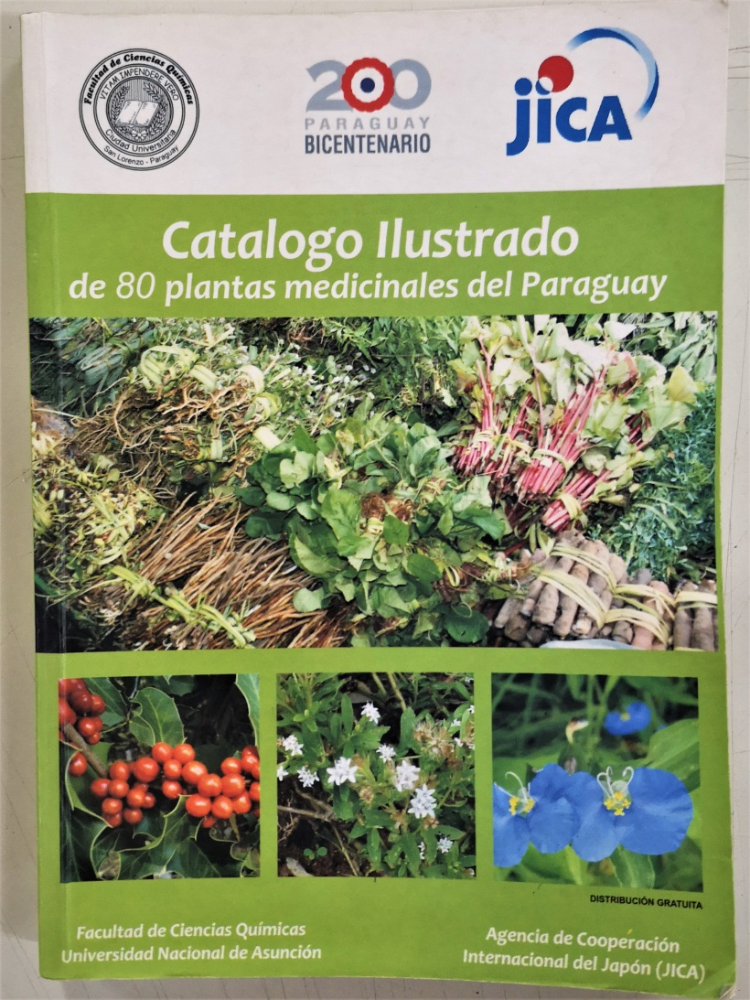 Facultad de Ciencias Químicas
VITAM IMPENDERE VERO
Ciudad Universitaria
San Lorenzo - Paraguay
200
PARAGUAY
BICENTENARIO
jica
Catalogo Ilustrado
de 80 plantas medicinales del Paraguay
DISTRIBUCIÓN GRATUITA
Facultad de Ciencias Químicas
Universidad Nacional de Asunción
Agencia de Cooperación
Internacional del Japón (JICA)